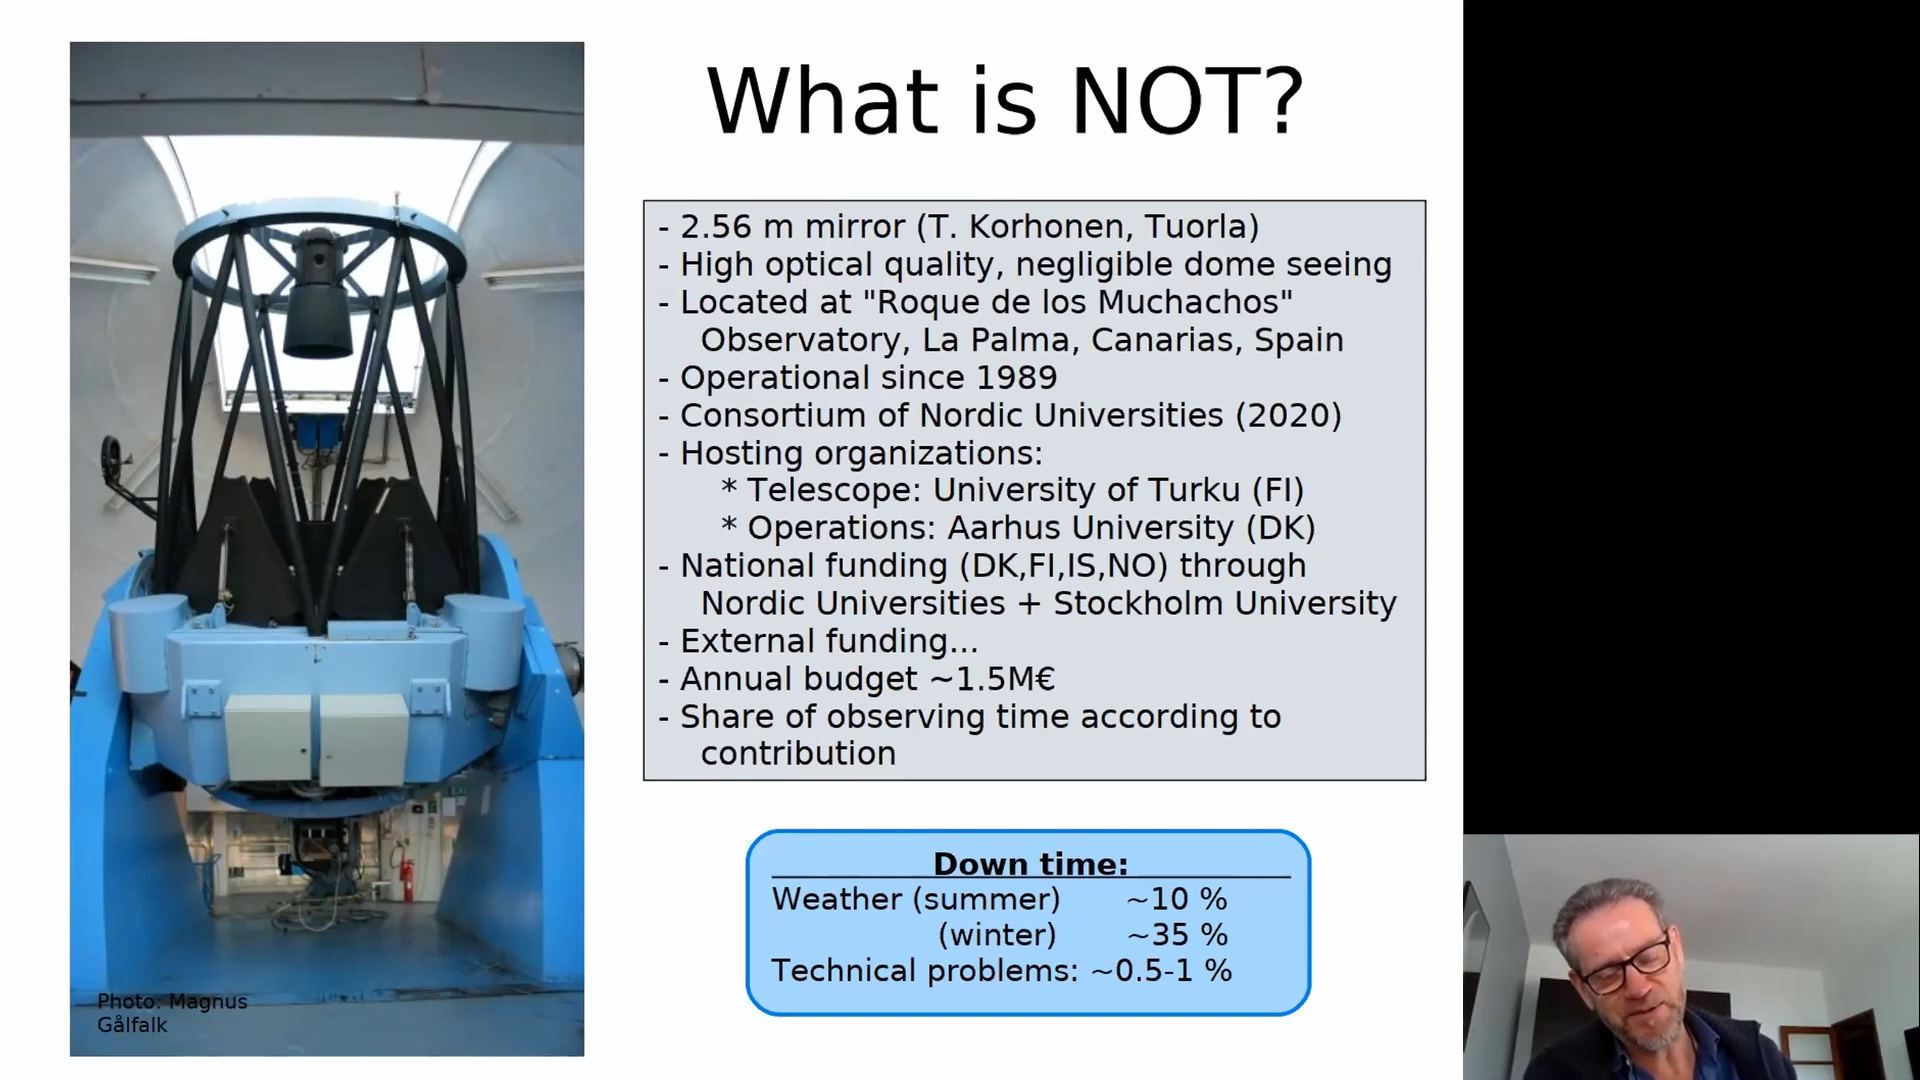 What is NOT?
- 2.56 m mirror (T. Korhonen, Tuorla)
- High optical quality, negligible dome seeing
- Located at "Roque de los Muchachos"
Observatory, La Palma, Canarias, Spain
- Operational since 1989
- Consortium of Nordic Universities (2020)
- Hosting organizations:
* Telescope: University of Turku (FI)
* Operations: Aarhus University (DK)
- National funding (DK,FI,IS,NO) through
Nordic Universities + Stockholm University
- External funding...
- Annual budget ~1.5M€
- Share of observing time according to
contribution
Down time:
Weather (summer) ~10 %
(winter) ~35 %
Technical problems: ~0.5-1 %
Photo: Magnus
Gålfalk